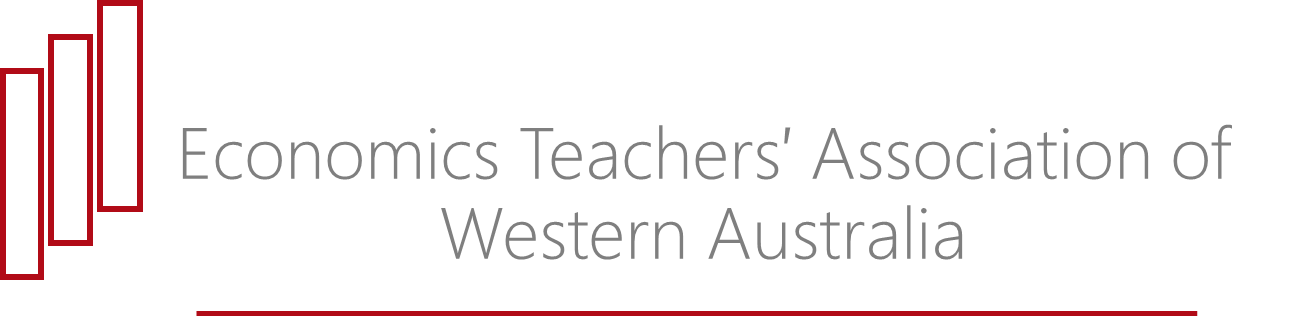 Economics Teachers’ Association of
Western Australia